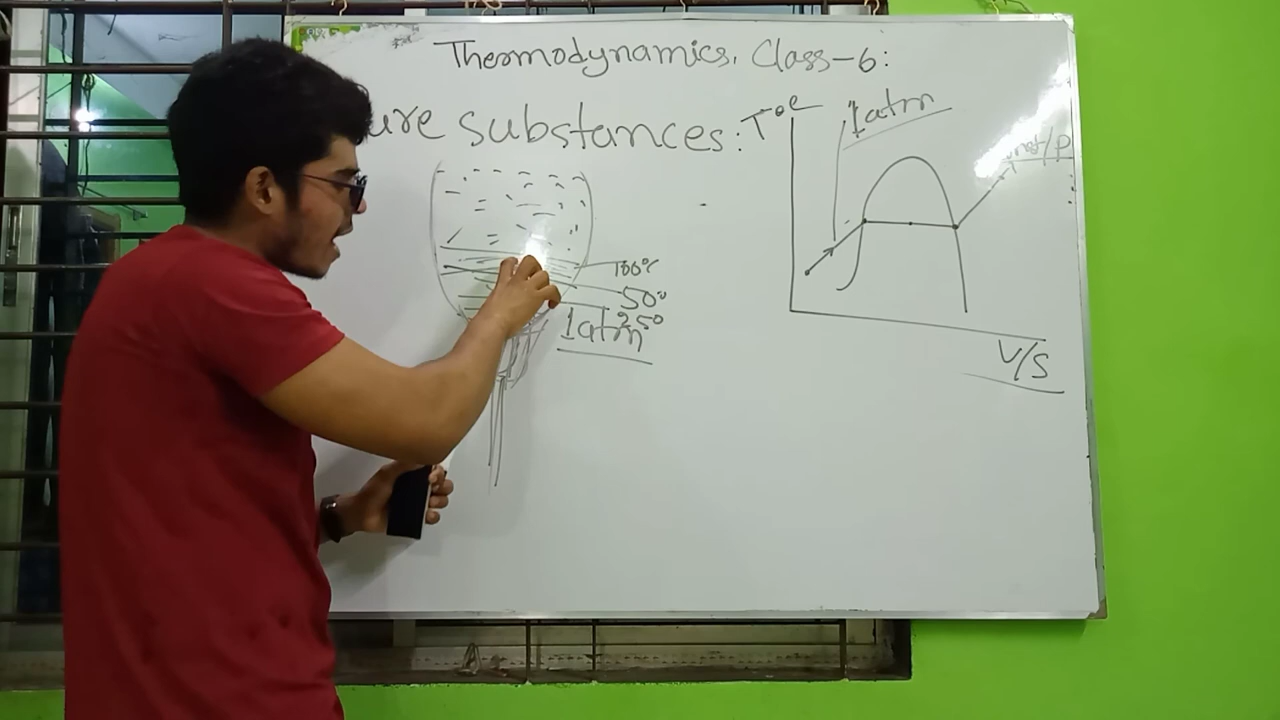 Thermodynamics. Class-6:
ure substances:
T°C
1atm
100°C
50°
25°
1atm
V/S